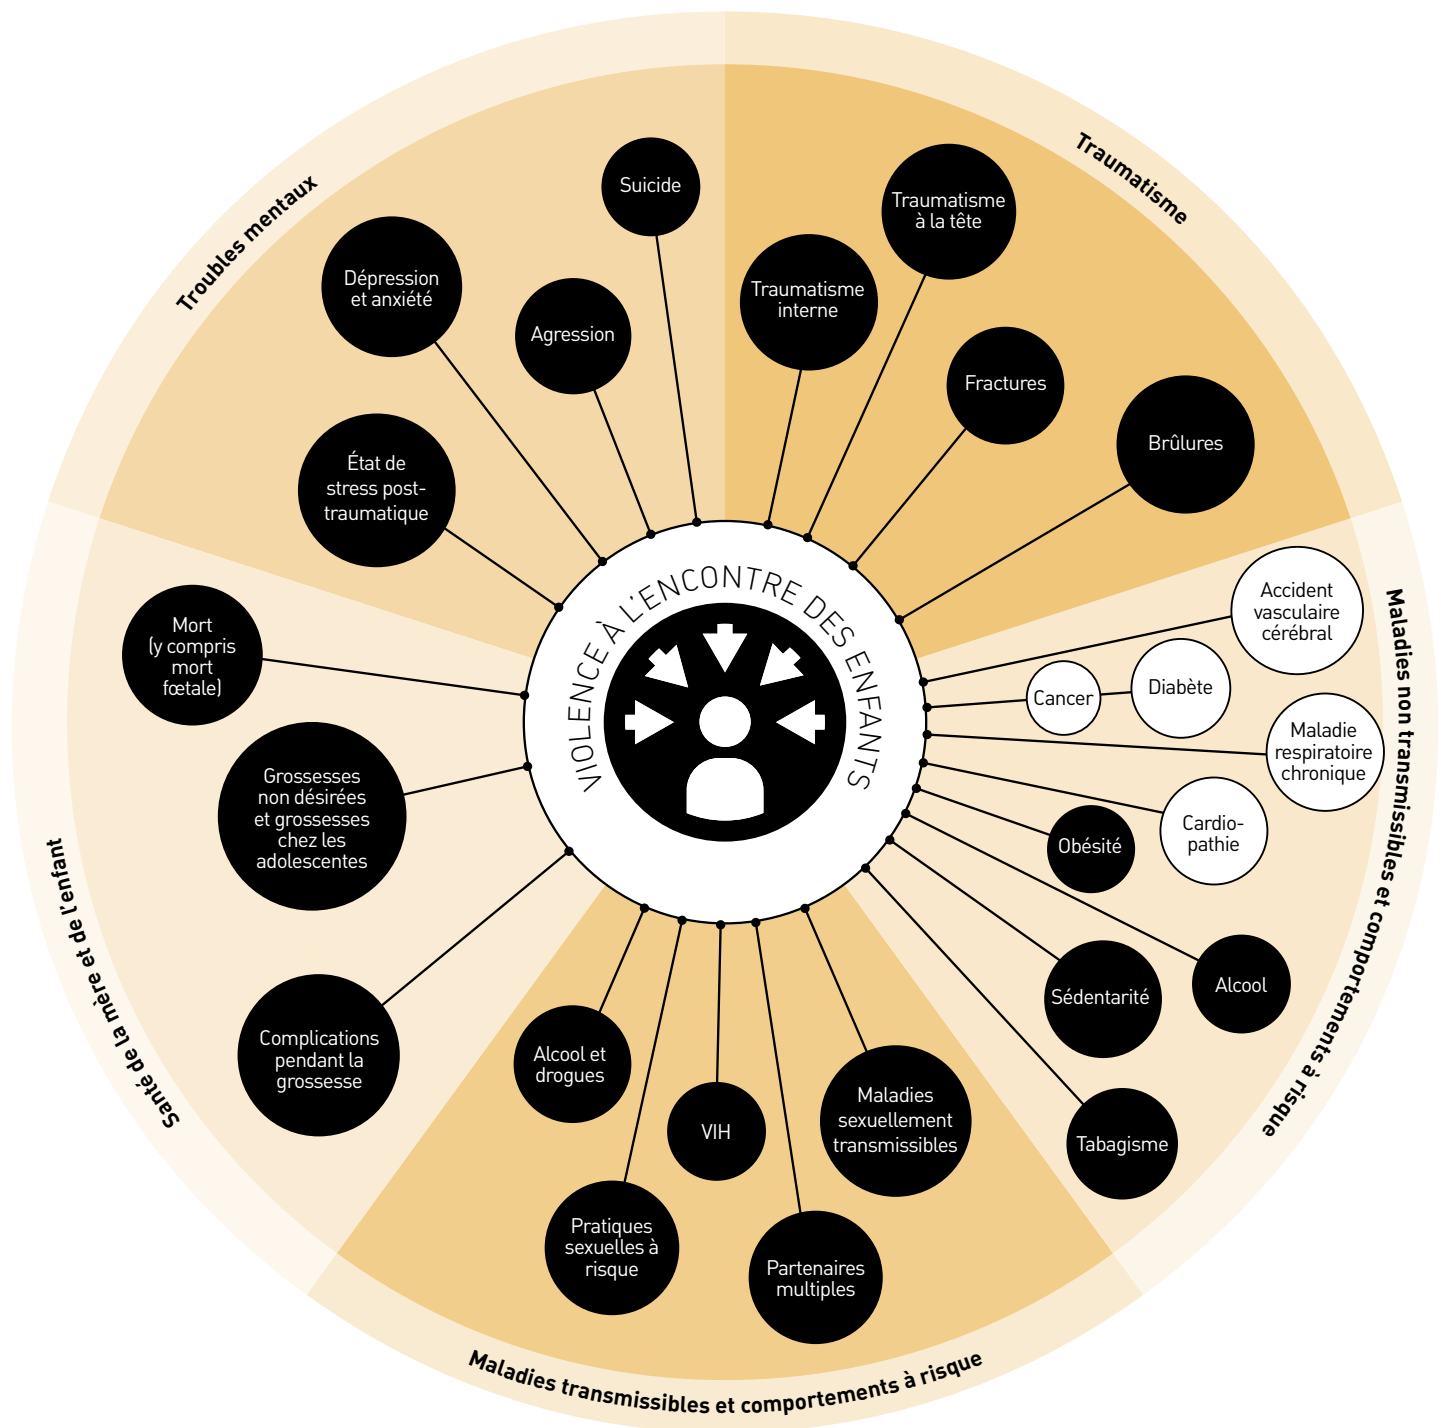 Troubles mentaux
Suicide
Dépression
et anxiété
Agression
État de
stress post-
traumatique
Traumatisme
Traumatisme
à la tête
Traumatisme
interne
Fractures
Brûlures
VIOLENCE À L'ENCONTRE DES ENFANTS
Maladies non transmissibles et comportements à risque
Accident
vasculaire
cérébral
Cancer
Diabète
Maladie
respiratoire
chronique
Cardio-
pathie
Obésité
Alcool
Sédentarité
Tabagisme
Maladies transmissibles et comportements à risque
Maladies
sexuellement
transmissibles
Partenaires
multiples
VIH
Pratiques
sexuelles à
risque
Alcool et
drogues
Santé de la mère et de l'enfant
Mort
(y compris
mort
fœtale)
Grossesses
non désirées
et grossesses
chez les
adolescentes
Complications
pendant la
grossesse